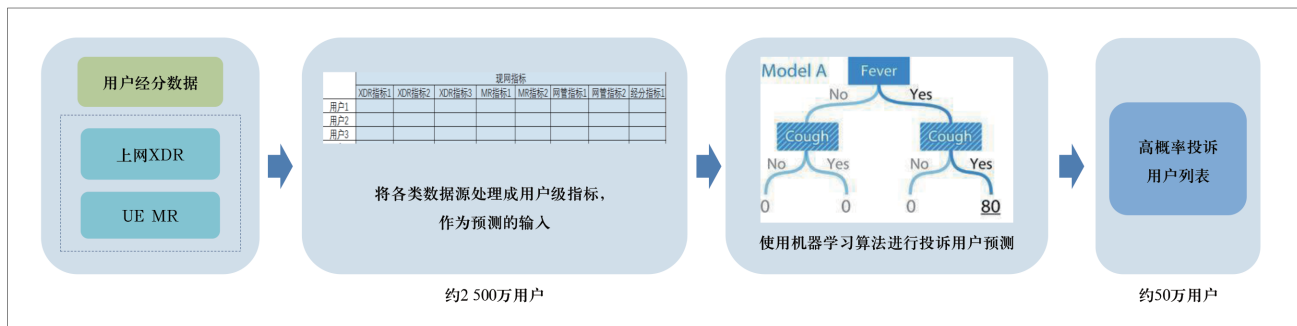 用户经分数据
上网XDR
UE MR
现网指标
XDR指标1 XDR指标2 XDR指标3 MR指标1 MR指标2 网管指标1 网管指标2 经分指标1
用户1
用户2
用户3
将各类数据源处理成用户级指标,
作为预测的输入
约2 500万用户
Model A
Fever
No Yes
Cough Cough
No Yes No Yes
0 0 0 80
使用机器学习算法进行投诉用户预测
高概率投诉
用户列表
约50万用户